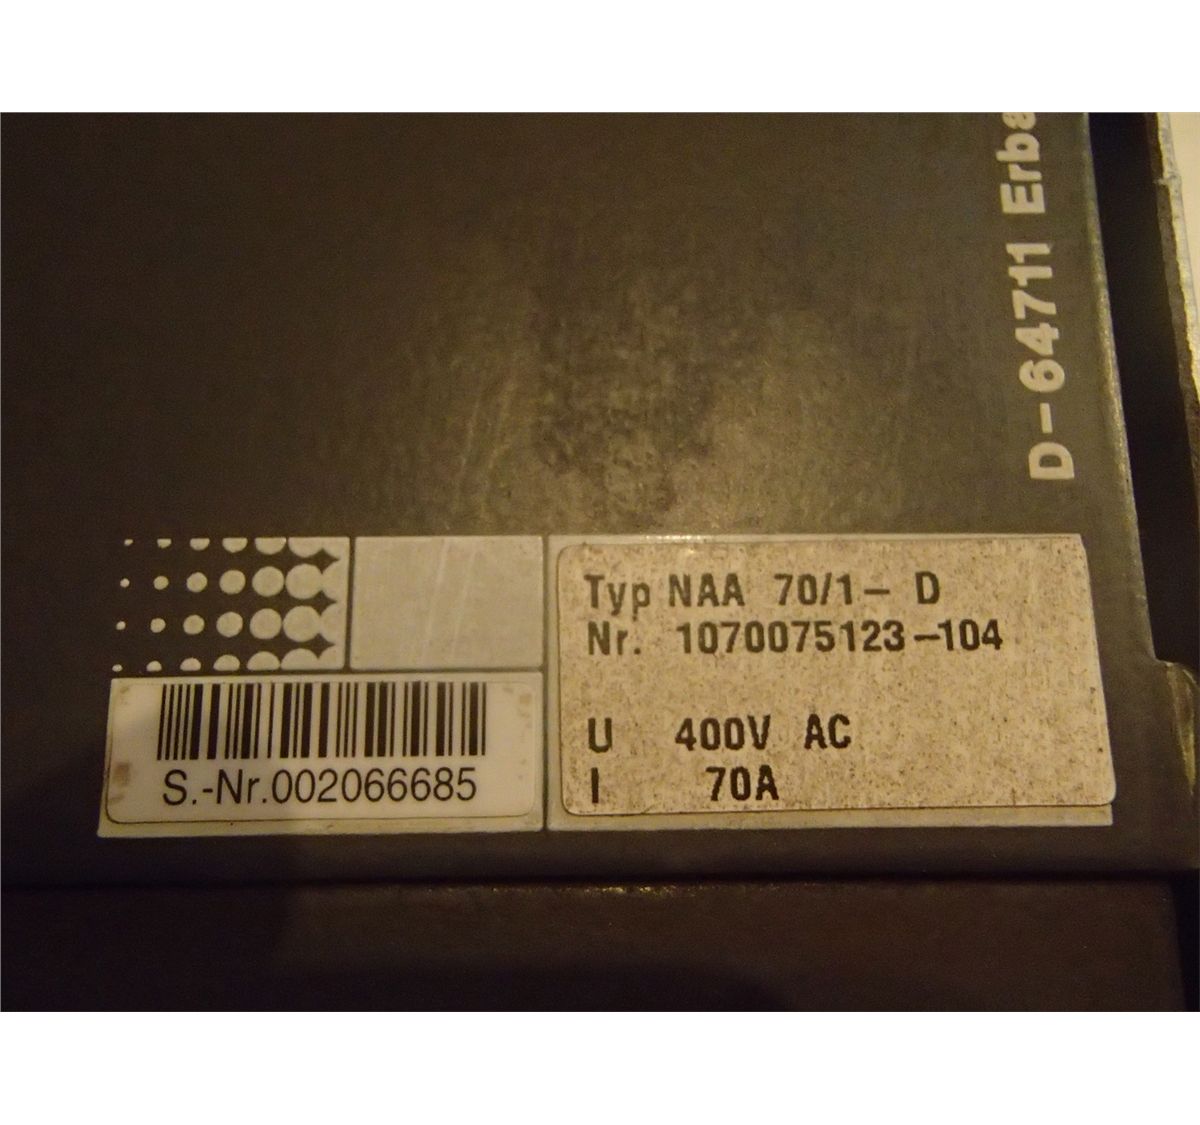 D-64711 Erba
Typ NAA 70/1- D
Nr. 1070075123-104
U 400V AC
I 70A
S.-Nr.002066685